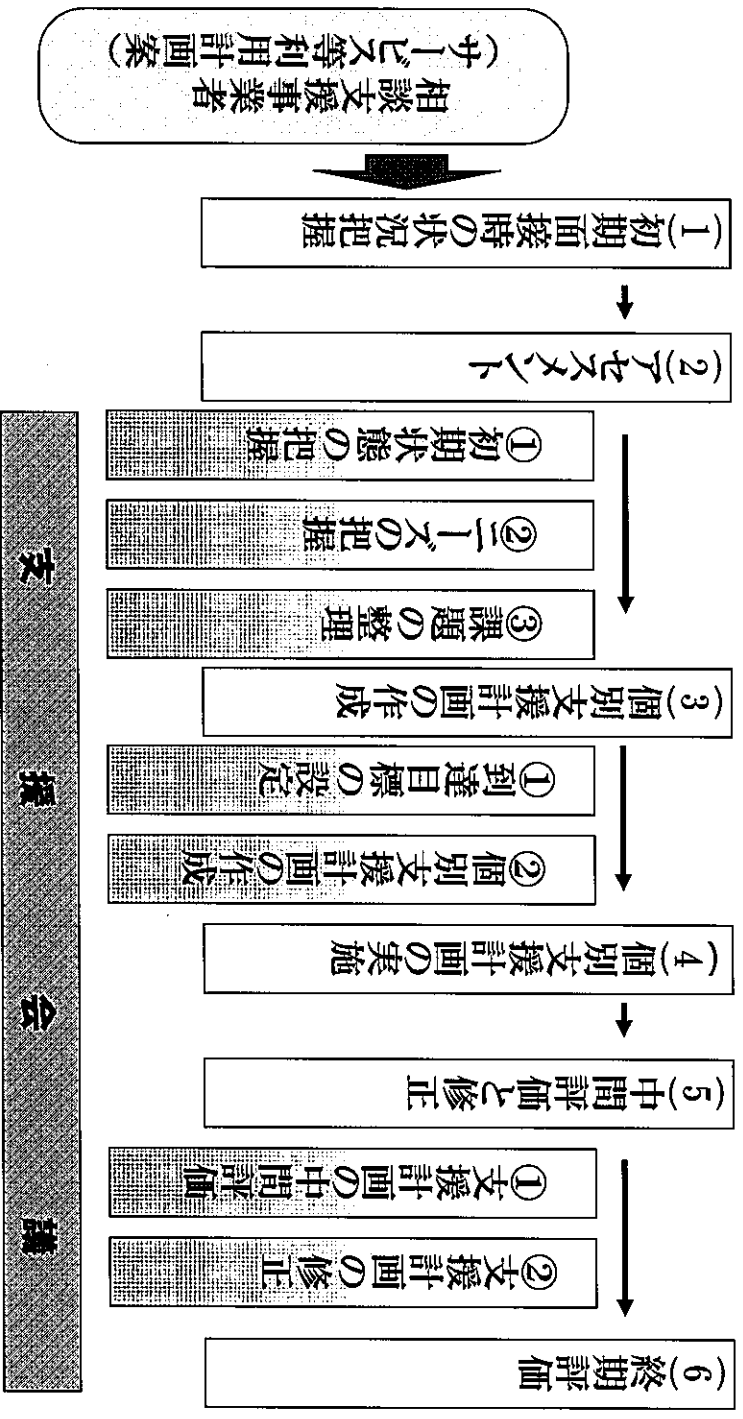 相談支援事業者
(サービス等利用計画案)
(1)初期面接時の状況把握
(2)アセスメント
①初期状態の把握
②ニーズの把握
③課題の整理
(3)個別支援計画の作成
①到達目標の設定
②個別支援計画の作成
(4)個別支援計画の実施
(5)中間評価と修正
①支援計画の中間評価
②支援計画の修正
(6)終期評価
支援会議